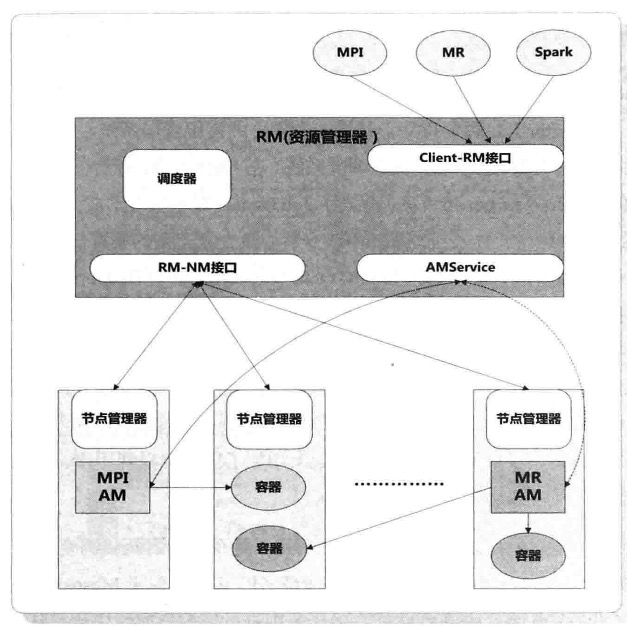 MPI
MR
Spark
RM(资源管理器)
Client-RM接口
调度器
RM-NM接口
AMService
节点管理器
节点管理器
节点管理器
MPI
AM
容器
MR
AM
容器
容器